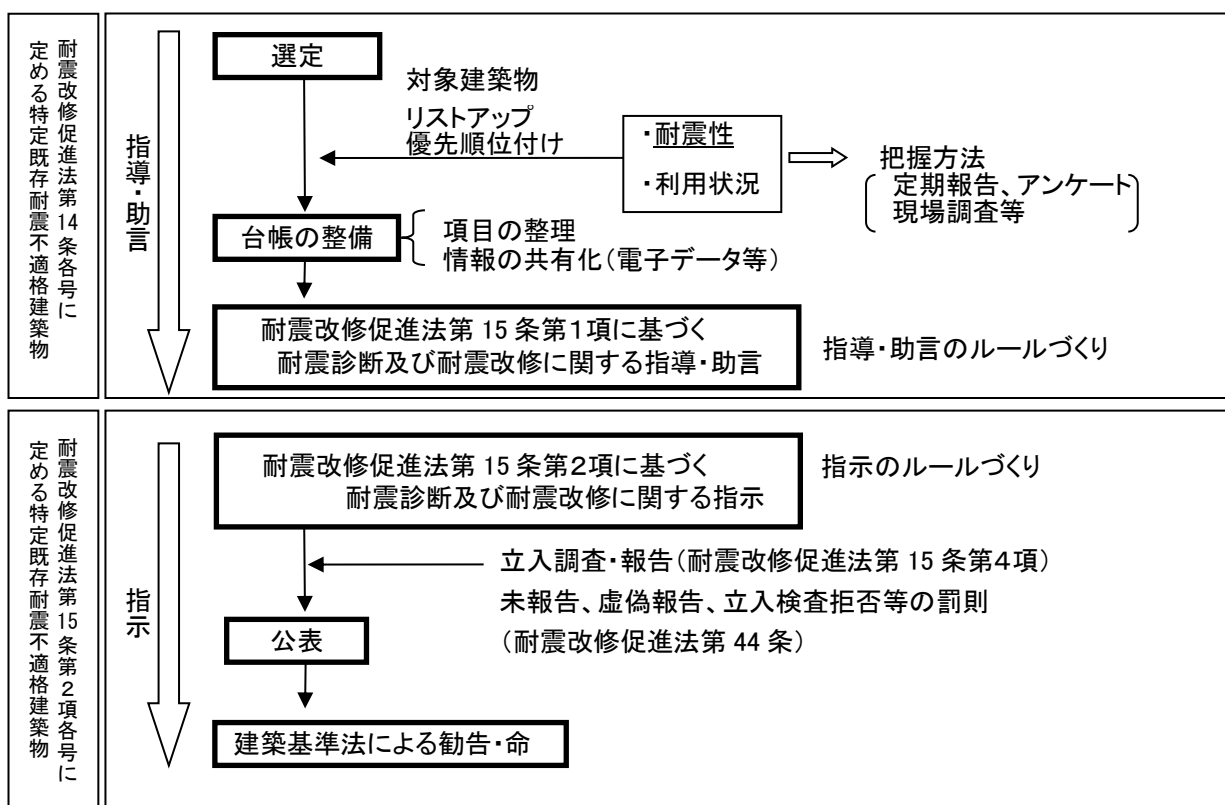 耐震改修促進法第14条各号に
定める特定既存耐震不適格建築物
指導・助言
選定
対象建築物
リストアップ
優先順位付け
・耐震性
・利用状況
把握方法
定期報告、アンケート
現場調査等
台帳の整備
項目の整理
情報の共有化(電子データ等)
耐震改修促進法第 15 条第1項に基づく
耐震診断及び耐震改修に関する指導・助言
指導・助言のルールづくり
耐震改修促進法第15条第2項各号に
定める特定既存耐震不適格建築物
指示
耐震改修促進法第 15 条第2項に基づく
耐震診断及び耐震改修に関する指示
指示のルールづくり
立入調査・報告(耐震改修促進法第 15 条第4項)
未報告、虚偽報告、立入検査拒否等の罰則
(耐震改修促進法第 44 条)
公表
建築基準法による勧告・命